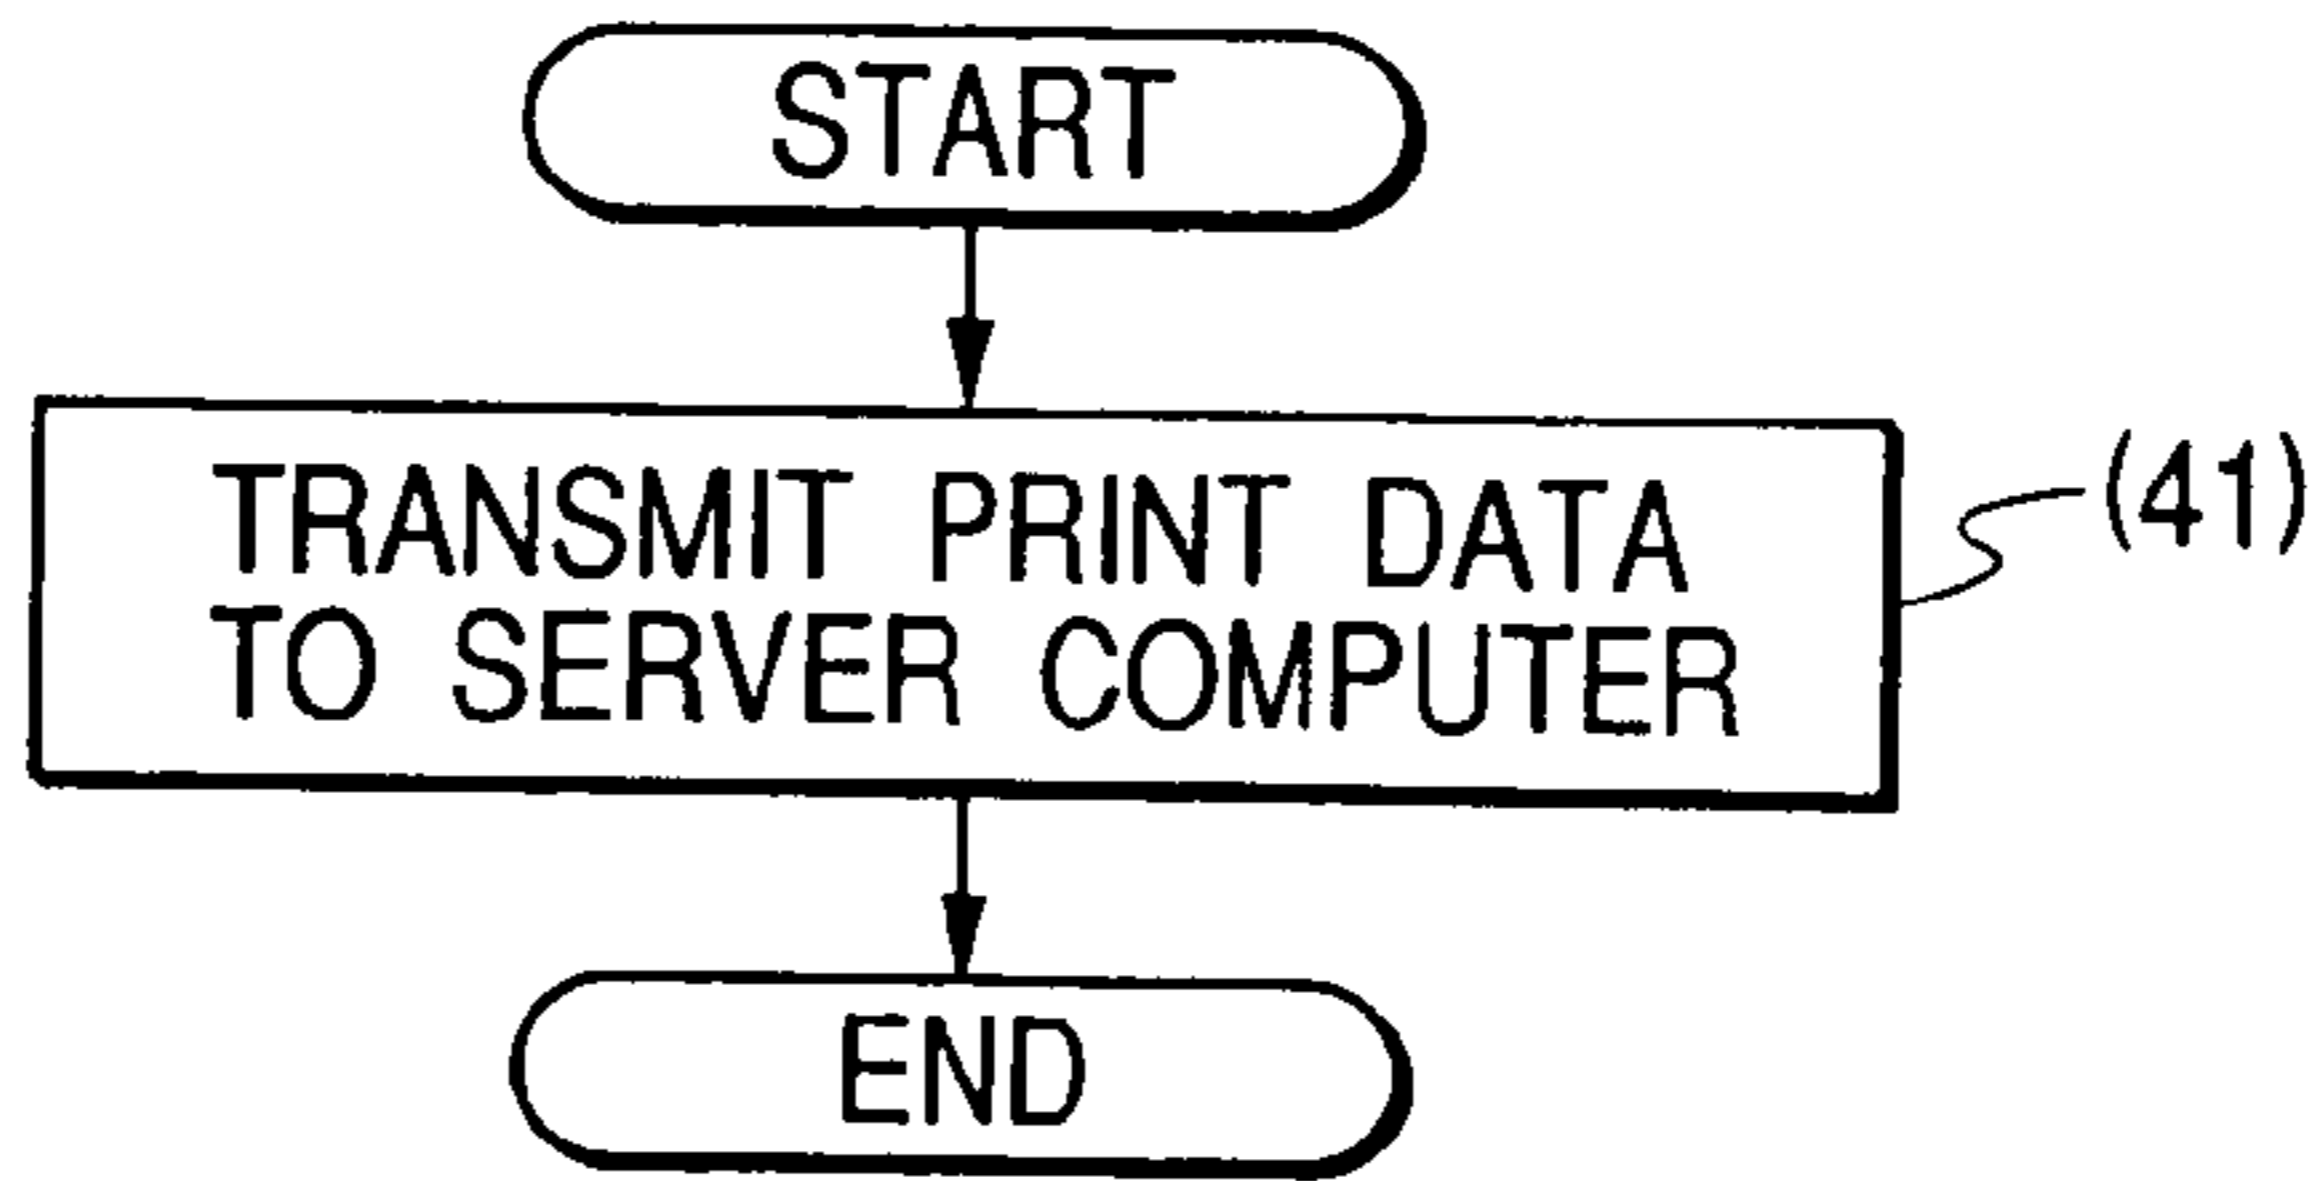 START
TRANSMIT PRINT DATA
TO SERVER COMPUTER
(41)
END